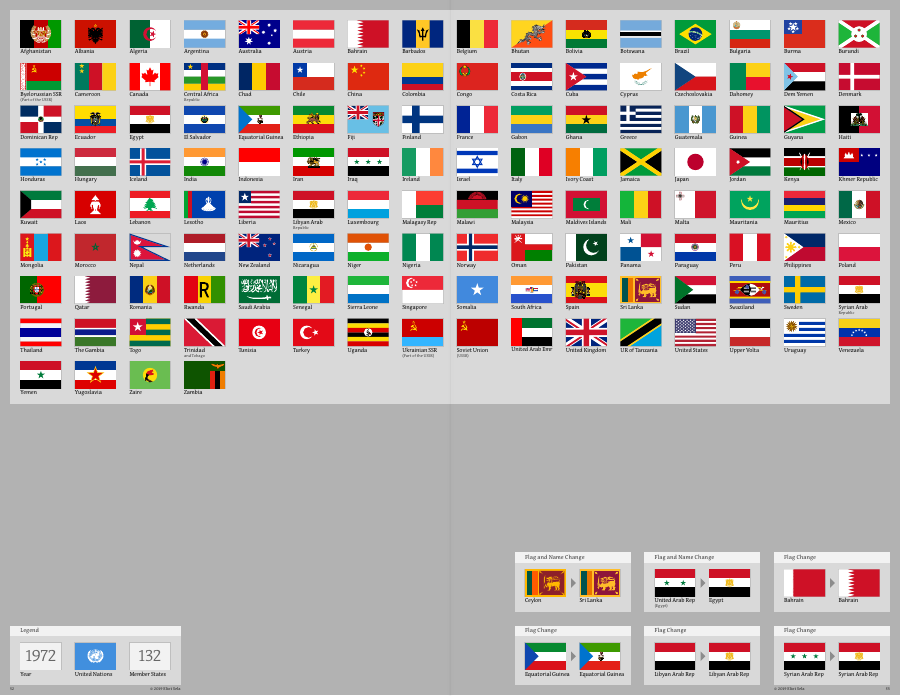 Afghanistan Albania Algeria Argentina Australia Austria Bahrain Barbados Belgium Bhutan Bolivia Botswana Brazil Bulgaria Burma Burundi
Byelorussian SSR Cameroon Canada Central Africa Chad Chile China Colombia Congo Costa Rica Cuba Cyprus Czechoslovakia Dahomey Dem Yemen Denmark
(Part of the USSR) Republic
Dominican Rep Ecuador Egypt El Salvador Equatorial Guinea Ethiopia Fiji Finland France Gabon Ghana Greece Guatemala Guinea Guyana Haiti
Honduras Hungary Iceland India Indonesia Iran Iraq Ireland Israel Italy Ivory Coast Jamaica Japan Jordan Kenya Khmer Republic
Kuwait Laos Lebanon Lesotho Liberia Libyan Arab Luxembourg Malagasy Rep Malawi Malaysia Maldives Islands Mali Malta Mauritania Mauritius Mexico
Republic
Mongolia Morocco Nepal Netherlands New Zealand Nicaragua Niger Nigeria Norway Oman Pakistan Panama Paraguay Peru Philippines Poland
Portugal Qatar Romania Rwanda Saudi Arabia Senegal Sierra Leone Singapore Somalia South Africa Spain Sri Lanka Sudan Swaziland Sweden Syrian Arab
Republic
Thailand The Gambia Togo Trinidad Tunisia Turkey Uganda Ukrainian SSR Soviet Union United Arab Emr United Kingdom UR of Tanzania United States Upper Volta Uruguay Venezuela
and Tobago (Part of the USSR) (USSR)
Yemen Yugoslavia Zaire Zambia
Flag and Name Change Flag and Name Change Flag Change
Ceylon Sri Lanka United Arab Rep Egypt Bahrain Bahrain
(Egypt)
Legend Flag Change Flag Change Flag Change
1972 132
Year United Nations Member States Equatorial Guinea Equatorial Guinea Libyan Arab Rep Libyan Arab Rep Syrian Arab Rep Syrian Arab Rep